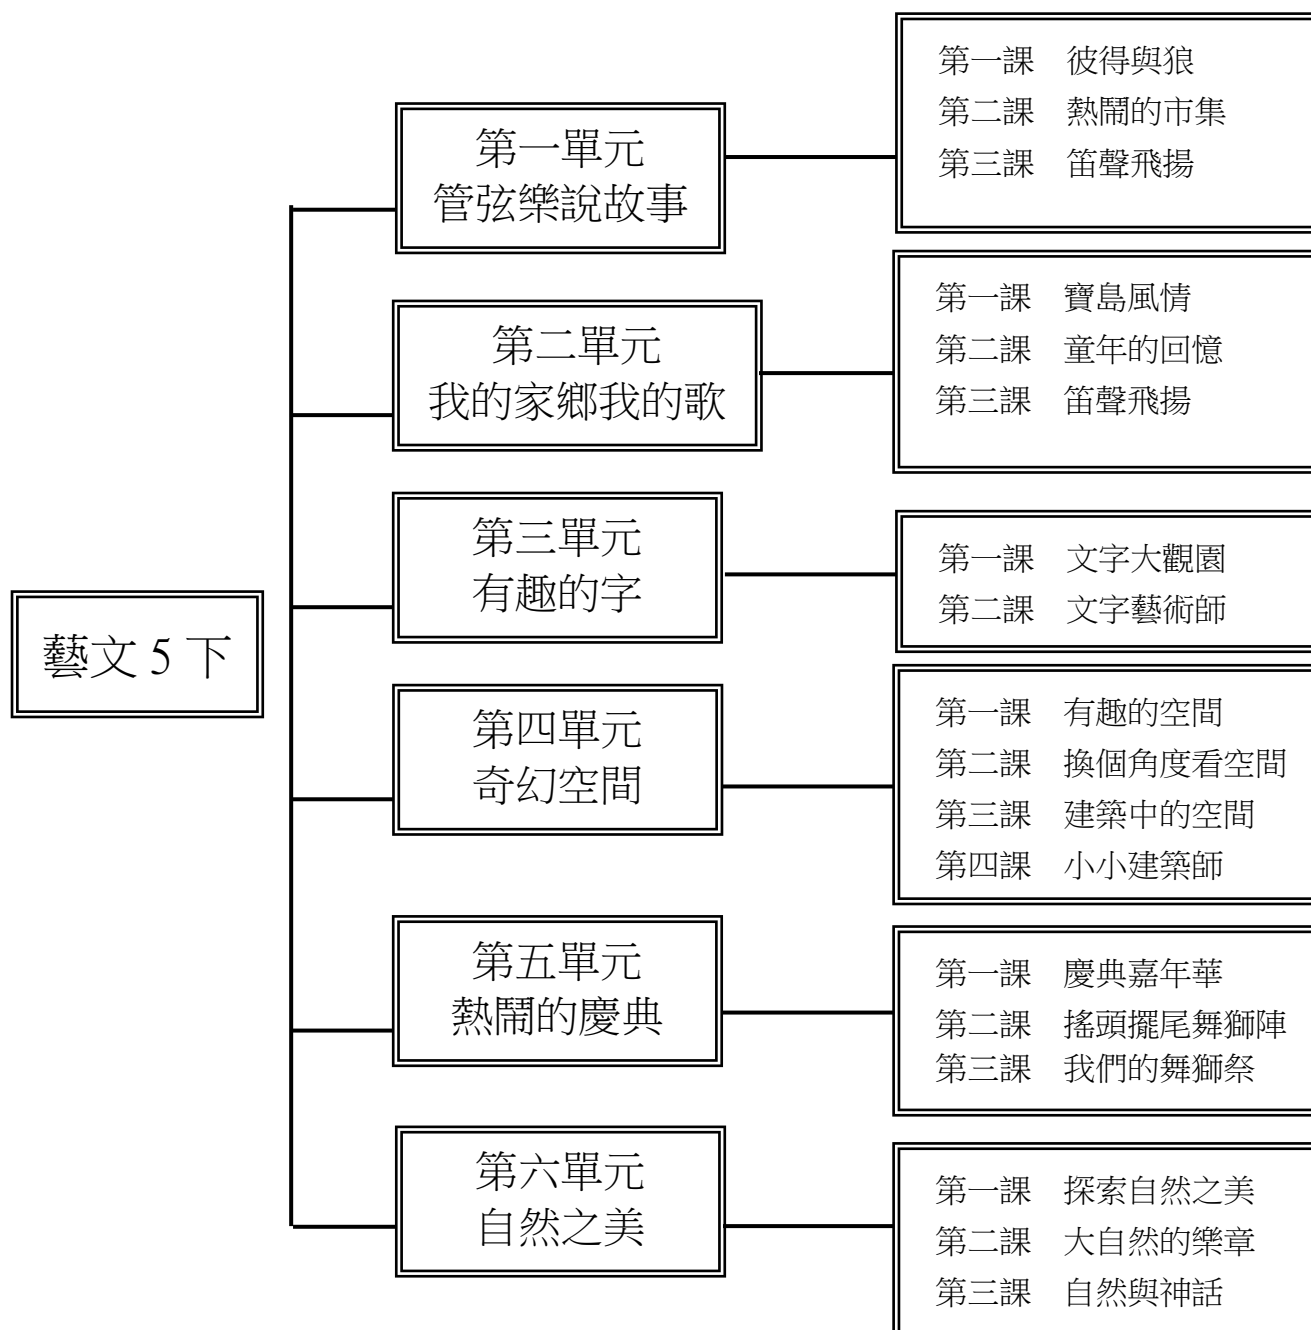 藝文 5 下
第一單元
管弦樂說故事
第一課 彼得與狼
第二課 熱鬧的市集
第三課 笛聲飛揚
第二單元
我的家鄉我的歌
第一課 寶島風情
第二課 童年的回憶
第三課 笛聲飛揚
第三單元
有趣的字
第一課 文字大觀園
第二課 文字藝術師
第四單元
奇幻空間
第一課 有趣的空間
第二課 換個角度看空間
第三課 建築中的空間
第四課 小小建築師
第五單元
熱鬧的慶典
第一課 慶典嘉年華
第二課 搖頭擺尾舞獅陣
第三課 我們的舞獅祭
第六單元
自然之美
第一課 探索自然之美
第二課 大自然的樂章
第三課 自然與神話